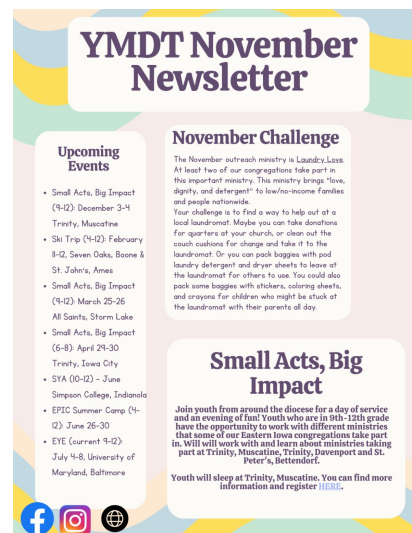 YMDT November
Newsletter
Upcoming
Events
• Small Acts, Big Impact
(9-12): December 3-4
Trinity, Muscatine
• Ski Trip (4-12): February
11-12, Seven Oaks, Boone &
St. John's, Ames
• Small Acts, Big Impact
(9-12): March 25-26
All Saints, Storm Lake
• Small Acts, Big Impact
(6-8): April 29-30
Trinity, Iowa City
• SYA (10-12) - June
Simpson College, Indianola
• EPIC Summer Camp (4-
12): June 26-30
• EYE (current 9-12):
July 4-8, University of
Maryland, Baltimore
November Challenge
The November outreach ministry is Laundry Love.
At least two of our congregations take part in
this important ministry. This ministry brings "love,
dignity, and detergent" to low/no-income families
and people nationwide.
Your challenge is to find a way to help out at a
local laundromat. Maybe you can take donations
for quarters at your church, or clean out the
couch cushions for change and take it to the
laundromat. Or you can pack baggies with pod
laundry detergent and dryer sheets to leave at
the laundromat for others to use. You could also
pack some baggies with stickers, coloring sheets,
and crayons for children who might be stuck at
the laundromat with their parents all day.
Small Acts, Big
Impact
Join youth from around the diocese for a day of service
and an evening of fun! Youth who are in 9th-12th grade
have the opportunity to work with different ministries
that some of our Eastern Iowa congregations take part
in. Will will work with and learn about ministries taking
part at Trinity, Muscatine, Trinity, Davenport and St.
Peter's, Bettendorf.
Youth will sleep at Trinity, Muscatine. You can find more
information and register HERE.